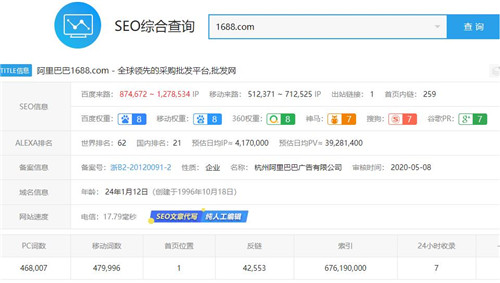 SEO综合查询
1688.com
查 询
TITLE信息 阿里巴巴1688.com - 全球领先的采购批发平台,批发网
SEO信息
百度来路: 874,672 ~ 1,278,534 IP 移动来路: 512,371 ~ 712,525 IP 出站链接: 1 首页内链: 259
百度权重: 8 移动权重: 8 360权重: 8 神马: 7 搜狗: 7 谷歌PR: 7
ALEXA排名 世界排名: 62 国内排名: 21 预估日均IP≈ 4,170,000 预估日均PV≈ 39,281,400
备案信息 备案号: 浙B2-20120091-2 性质: 企业 名称: 杭州阿里巴巴广告有限公司 审核时间: 2020-05-08
域名信息 年龄: 24年1月12日 (创建于1996年10月18日)
网站速度 电信: 17.79毫秒 SEO文章代写 纯人工编辑
PC词数 移动词数 首页位置 反链 索引 24小时收录
468,007 479,996 1 42,553 676,190,000 7